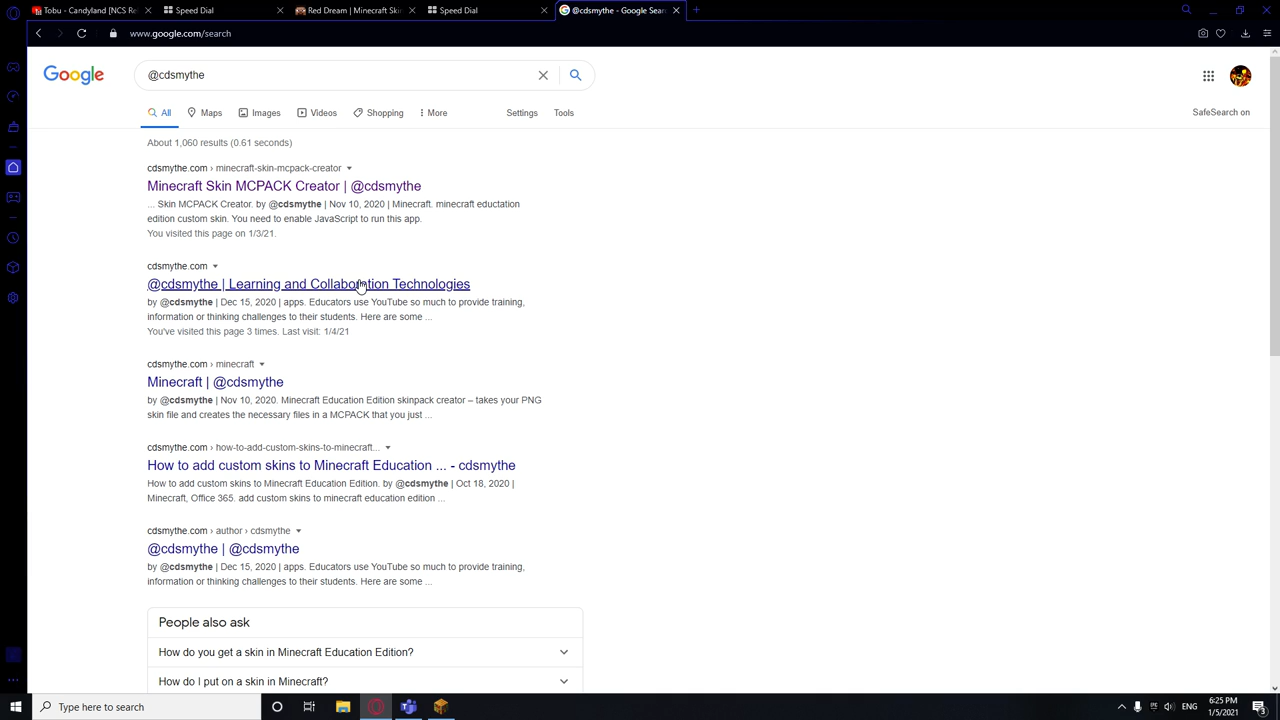 Tobu - Candyland [NCS Re
Speed Dial
Red Dream | Minecraft Skin
Speed Dial
@cdsmythe - Google Sear
www.google.com/search
Google
@cdsmythe
All
Maps
Images
Videos
Shopping
More
Settings
Tools
SafeSearch on
About 1,060 results (0.61 seconds)
cdsmythe.com › minecraft-skin-mcpack-creator
Minecraft Skin MCPACK Creator | @cdsmythe
... Skin MCPACK Creator. by @cdsmythe | Nov 10, 2020 | Minecraft. minecraft eductation
edition custom skin. You need to enable JavaScript to run this app.
You visited this page on 1/3/21.
cdsmythe.com
@cdsmythe | Learning and Collaboration Technologies
by @cdsmythe | Dec 15, 2020 | apps. Educators use YouTube so much to provide training,
information or thinking challenges to their students. Here are some ...
You've visited this page 3 times. Last visit: 1/4/21
cdsmythe.com › minecraft
Minecraft | @cdsmythe
by @cdsmythe | Nov 10, 2020. Minecraft Education Edition skinpack creator – takes your PNG
skin file and creates the necessary files in a MCPACK that you just ...
cdsmythe.com › how-to-add-custom-skins-to-minecraft...
How to add custom skins to Minecraft Education ... - cdsmythe
How to add custom skins to Minecraft Education Edition. by @cdsmythe | Oct 18, 2020 |
Minecraft, Office 365. add custom skins to minecraft education edition ...
cdsmythe.com › author › cdsmythe
@cdsmythe | @cdsmythe
by @cdsmythe | Dec 15, 2020 | apps. Educators use YouTube so much to provide training,
information or thinking challenges to their students. Here are some ...
People also ask
How do you get a skin in Minecraft Education Edition?
How do I put on a skin in Minecraft?
Type here to search
ENG
6:25 PM
1/5/2021
3